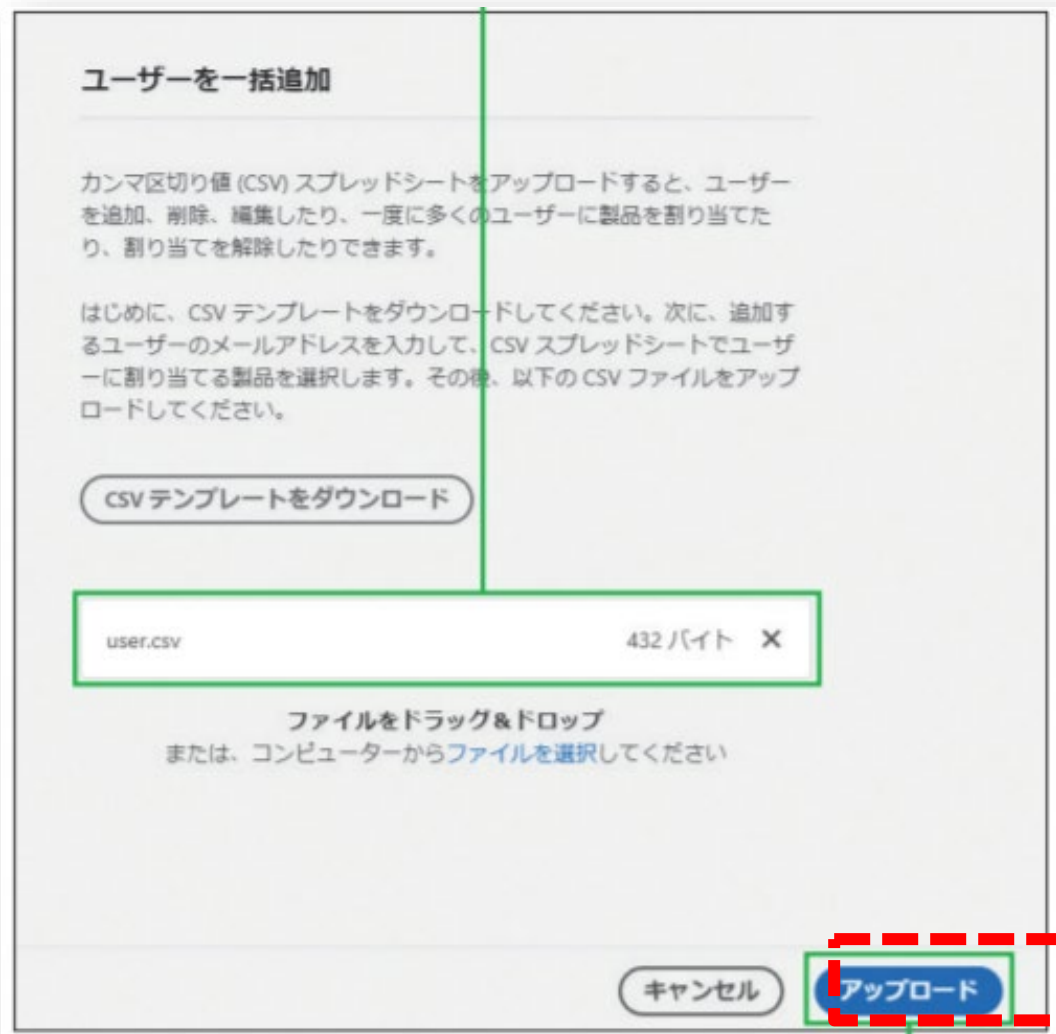 ユーザーを一括追加
カンマ区切り値 (CSV) スプレッドシートをアップロードすると、ユーザー
を追加、削除、編集したり、一度に多くのユーザーに製品を割り当てた
り、割り当てを解除したりできます。
はじめに、CSV テンプレートをダウンロードしてください。次に、追加す
るユーザーのメールアドレスを入力して、CSV スプレッドシートでユーザ
ーに割り当てる製品を選択します。その後、以下の CSV ファイルをアップ
ロードしてください。
CSV テンプレートをダウンロード
user.csv 432 バイト ×
ファイルをドラッグ&ドロップ
または、コンピューターからファイルを選択してください
キャンセル アップロード